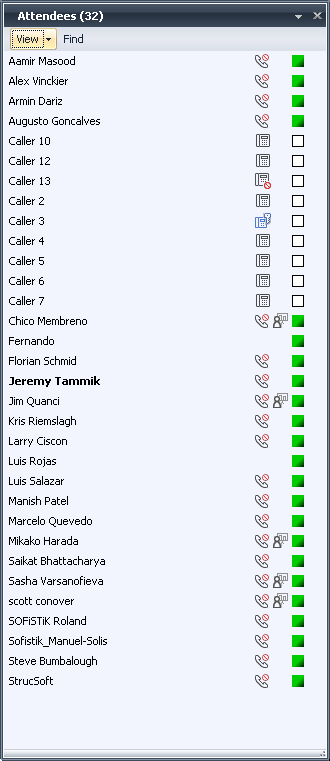 Attendees (32)
View Find
Aamir Masood
Alex Vinckier
Armin Dariz
Augusto Goncalves
Caller 10
Caller 12
Caller 13
Caller 2
Caller 3
Caller 4
Caller 5
Caller 6
Caller 7
Chico Membreno
Fernando
Florian Schmid
Jeremy Tammik
Jim Quanci
Kris Riemslagh
Larry Ciscon
Luis Rojas
Luis Salazar
Manish Patel
Marcelo Quevedo
Mikako Harada
Saikat Bhattacharya
Sasha Varsanofieva
scott conover
SOFiSTiK Roland
Sofistik_Manuel-Solis
Steve Bumbalough
StrucSoft